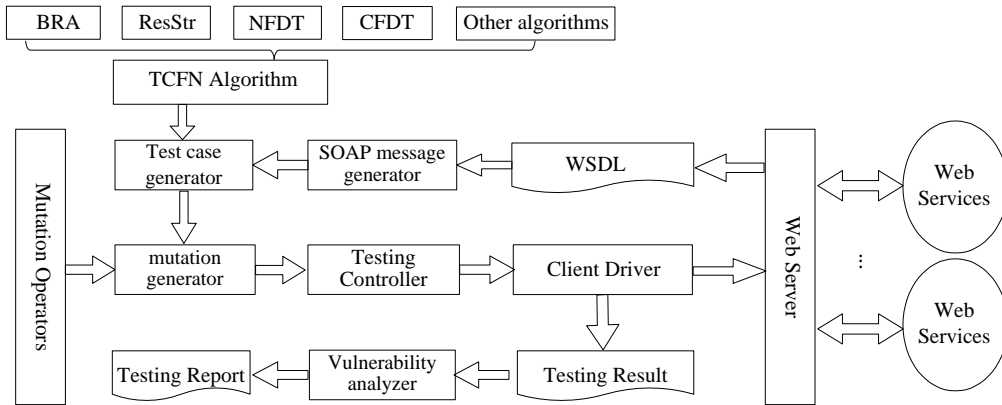 BRA
ResStr
NFDT
CFDT
Other algorithms
TCFN Algorithm
Mutation Operators
Test case
generator
SOAP message
generator
WSDL
Web Server
Web
Services
mutation
generator
Testing
Controller
Client Driver
...
Web
Services
Testing Report
Vulnerability
analyzer
Testing Result